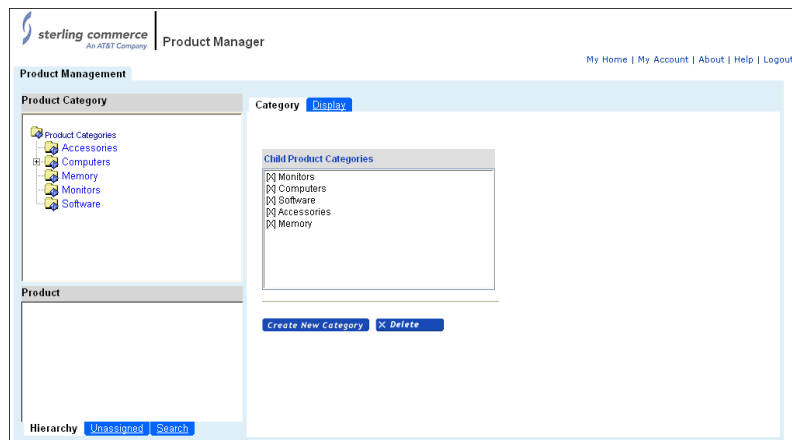 sterling commerce
An AT&T Company
Product Manager
My Home | My Account | About | Help | Logout
Product Management
Product Category
Product Categories
Accessories
Computers
Memory
Monitors
Software
Product
Hierarchy Unassigned Search
Category Display
Child Product Categories
[X] Monitors
[X] Computers
[X] Software
[X] Accessories
[X] Memory
Create New Category X Delete